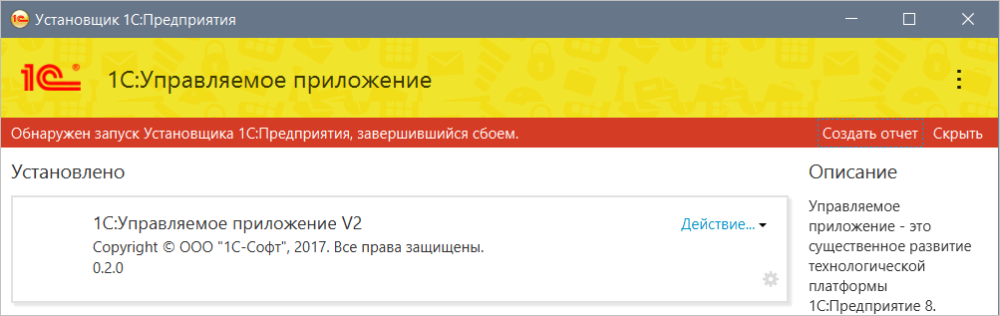 Установщик 1С:Предприятия
1С®
1С:Управляемое приложение
Обнаружен запуск Установщика 1С:Предприятия, завершившийся сбоем.
Создать отчет
Скрыть
Установлено
1С:Управляемое приложение V2
Действие...
Copyright © ООО "1С-Софт", 2017. Все права защищены.
0.2.0
Описание
Управляемое
приложение - это
существенное развитие
технологической
платформы
1С:Предприятие 8.